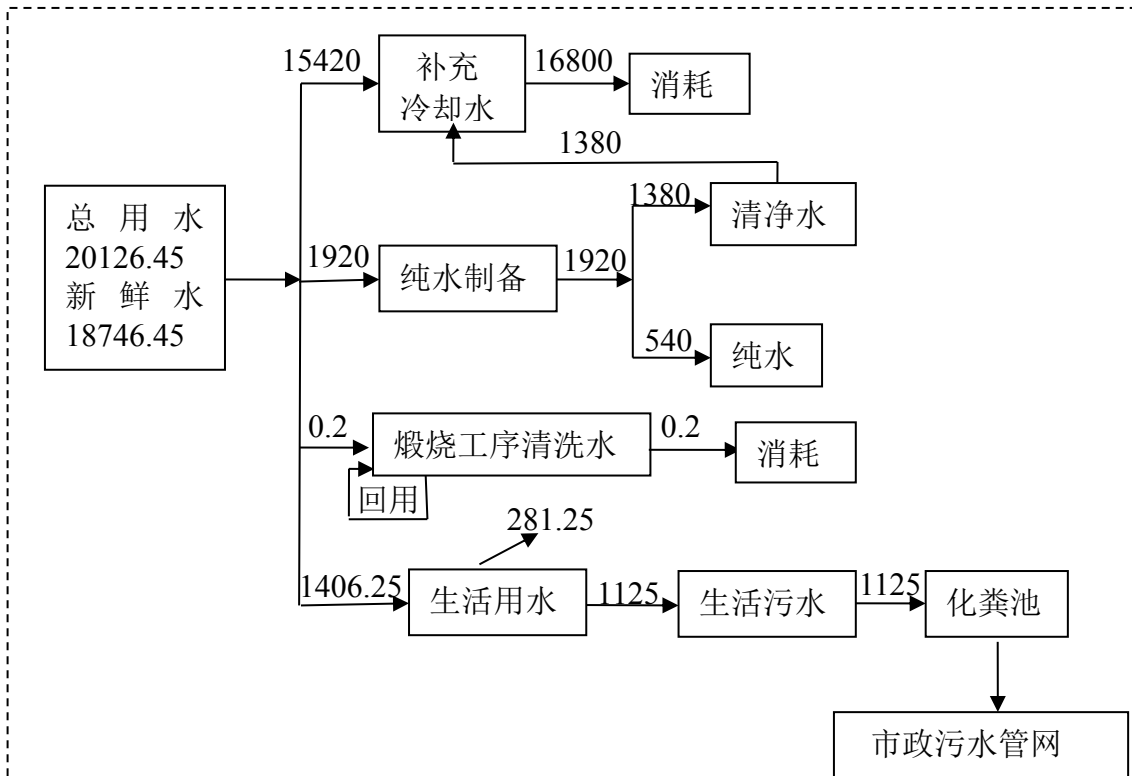 15420
补充
冷却水
16800
消耗
1380
总用水
20126.45
新鲜水
18746.45
1920
纯水制备
1920
1380
清净水
540
纯水
0.2
煅烧工序清洗水
0.2
消耗
回用
281.25
1406.25
生活用水
1125
生活污水
1125
化粪池
市政污水管网